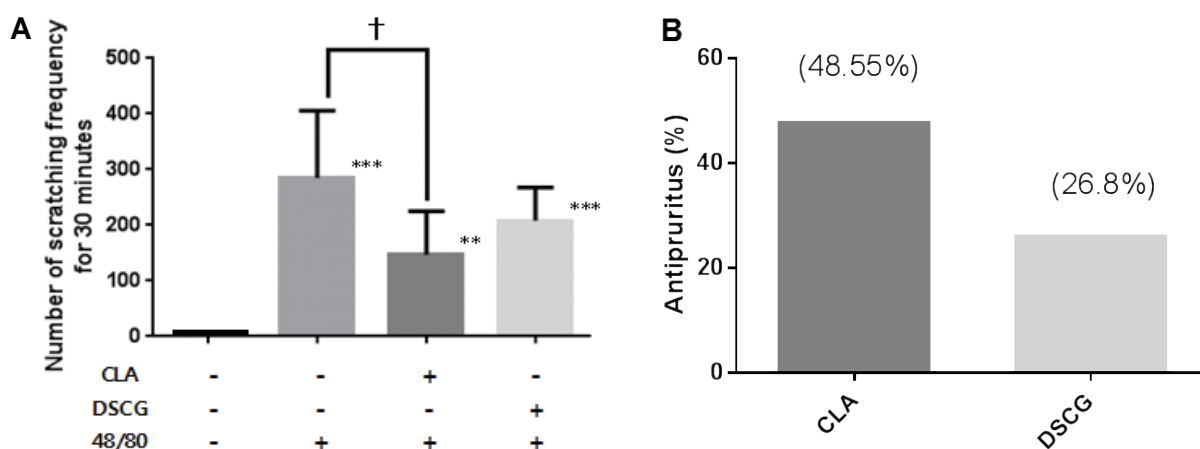 A
Number of scratching frequency
for 30 minutes
500
400
300
200
100
0
†
***
**
***
CLA - - + -
DSCG - - - +
48/80 - + + +
B
Antipruritus (%)
60
40
20
0
(48.55%)
(26.8%)
CLA
DSCG